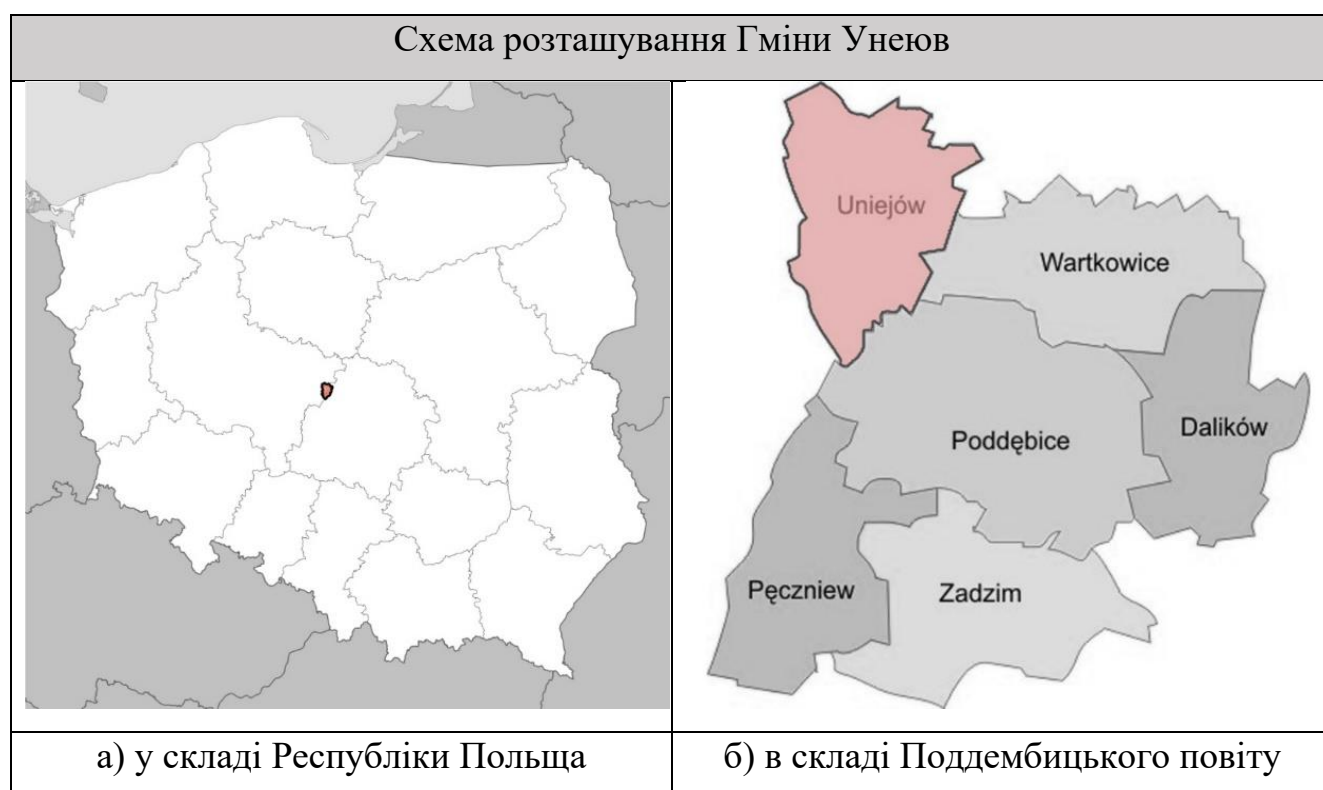 Схема розташування Гміни Унеюв
Uniejów
Wartkowice
Poddębice
Dalików
Pęczniew
Zadzim
а) у складі Республіки Польща
б) в складі Поддембицького повіту